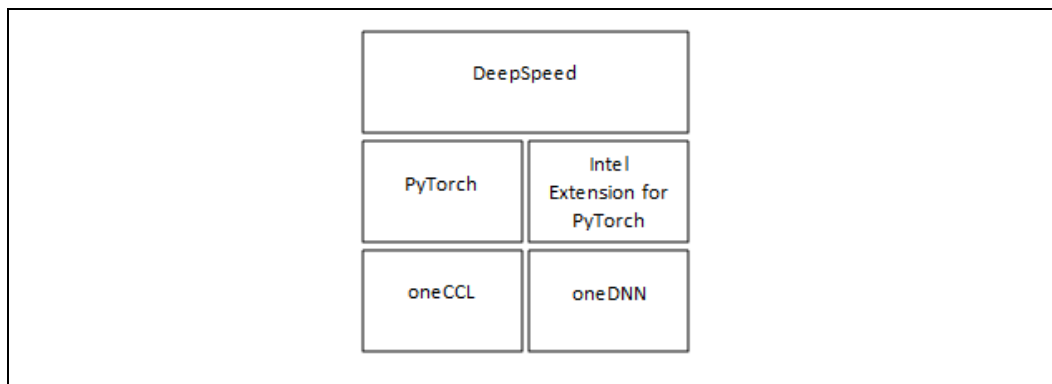 DeepSpeed
PyTorch
Intel
Extension for
PyTorch
oneCCL
oneDNN